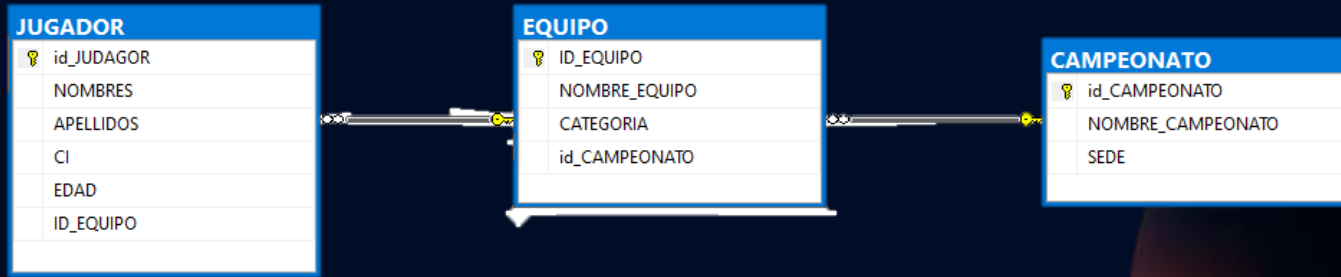 JUGADOR
id_JUDAGOR
NOMBRES
APELLIDOS
CI
EDAD
ID_EQUIPO
EQUIPO
ID_EQUIPO
NOMBRE_EQUIPO
CATEGORIA
id_CAMPEONATO
CAMPEONATO
id_CAMPEONATO
NOMBRE_CAMPEONATO
SEDE